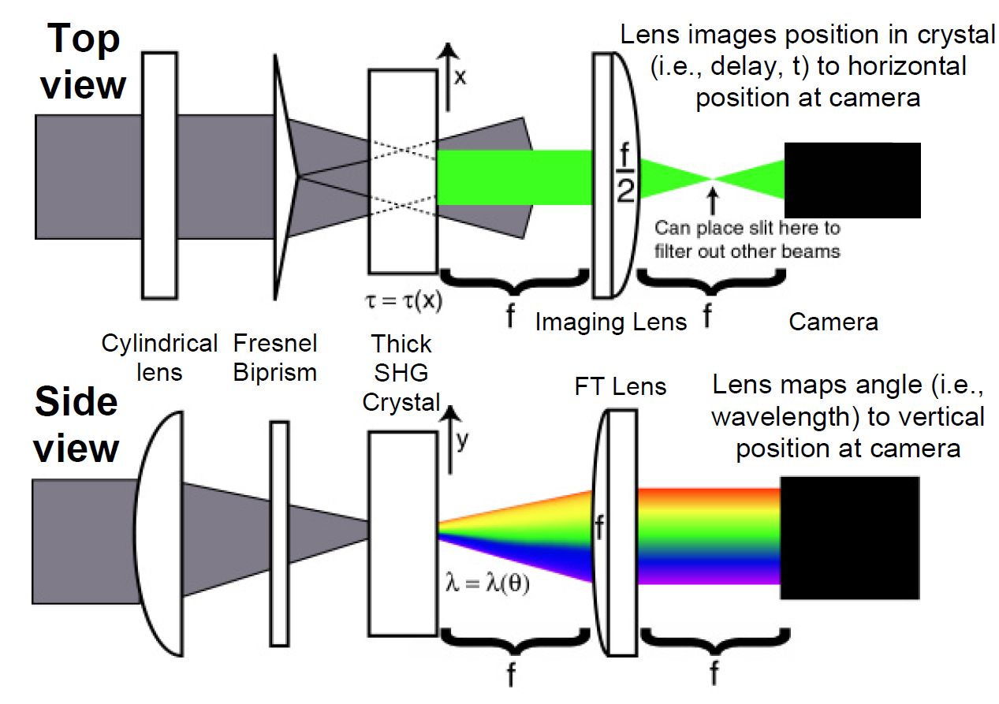 Top
view
Lens images position in crystal
(i.e., delay, t) to horizontal
position at camera
x
f
2
Can place slit here to
filter out other beams
τ = τ(x)
f
Imaging Lens
f
Camera
Cylindrical
lens
Fresnel
Biprism
Thick
SHG
Crystal
Side
view
FT Lens
Lens maps angle (i.e.,
wavelength) to vertical
position at camera
y
f
λ = λ(θ)
f
f